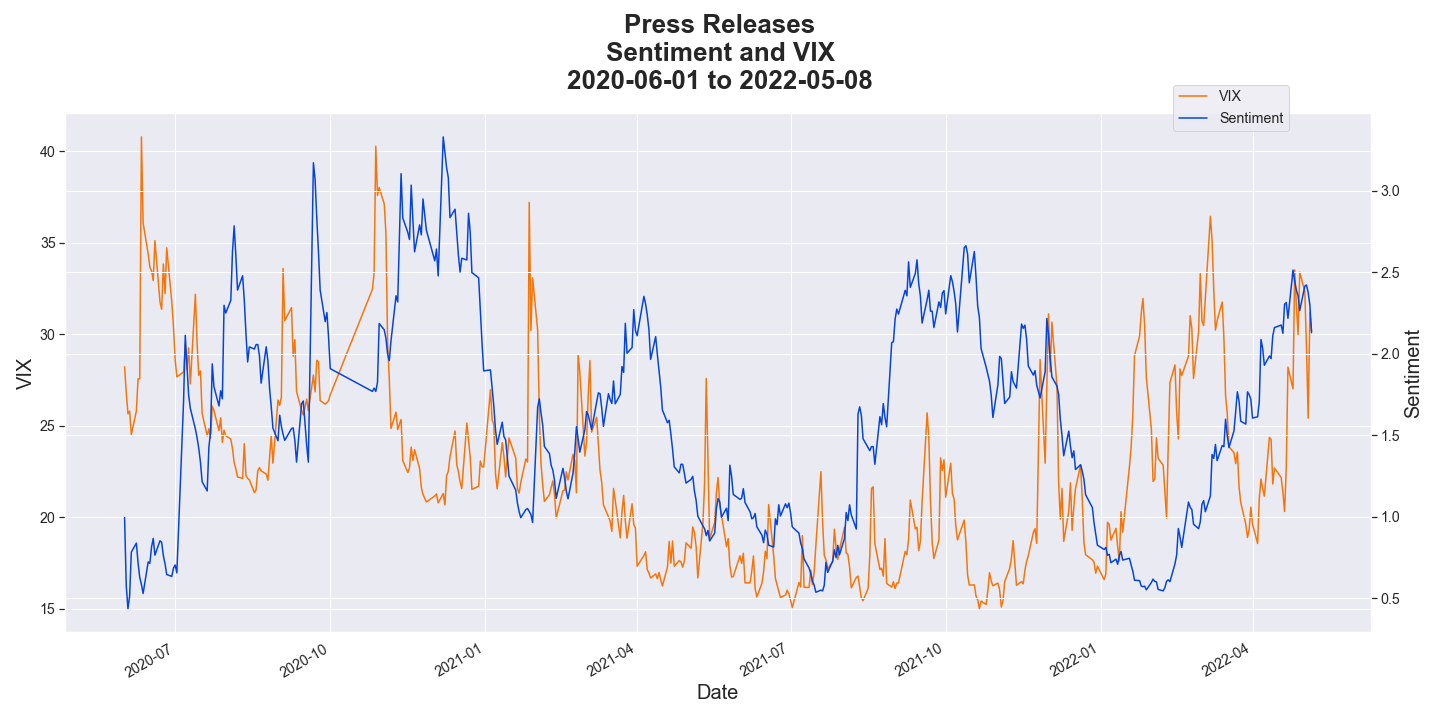 Press Releases
Sentiment and VIX
2020-06-01 to 2022-05-08
VIX
Sentiment
40
35
30
25
20
15
VIX
3.0
2.5
2.0
1.5
1.0
0.5
Sentiment
2020-07
2020-10
2021-01
2021-04
2021-07
2021-10
2022-01
2022-04
Date